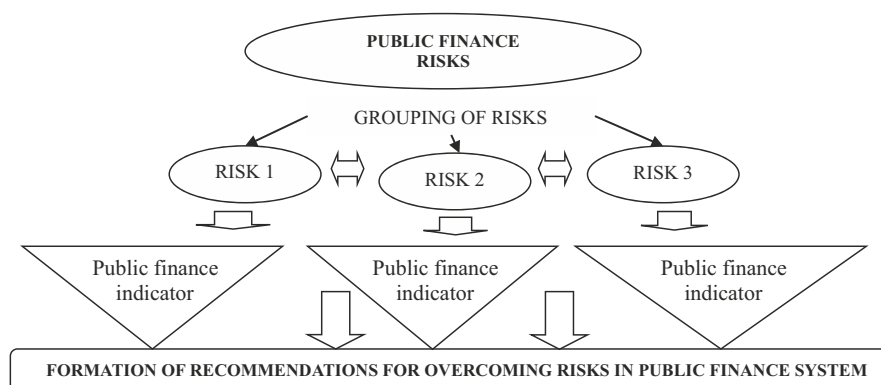 PUBLIC FINANCE
RISKS
GROUPING OF RISKS
RISK 1
RISK 2
RISK 3
Public finance
indicator
Public finance
indicator
Public finance
indicator
FORMATION OF RECOMMENDATIONS FOR OVERCOMING RISKS IN PUBLIC FINANCE SYSTEM